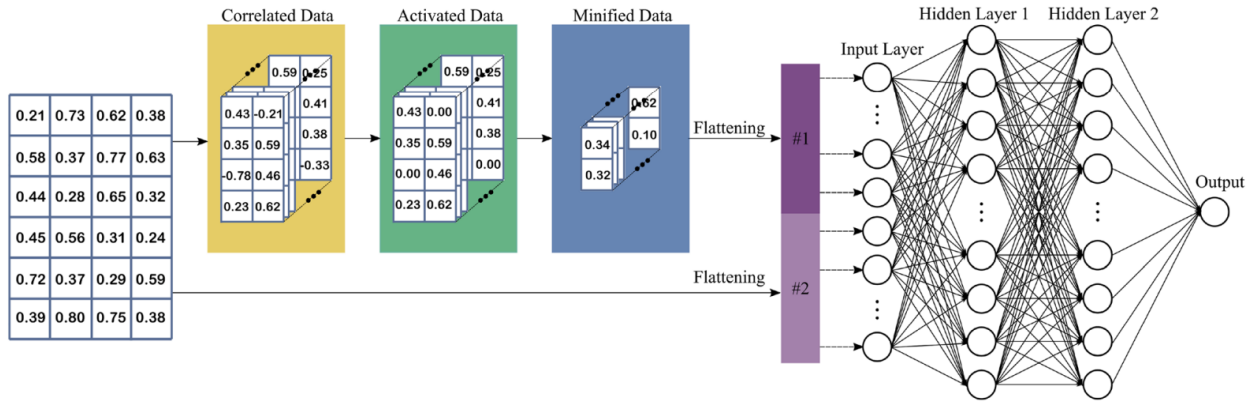 Correlated Data
Activated Data
Minified Data
Hidden Layer 1
Hidden Layer 2
Input Layer
0.21 0.73 0.62 0.38
0.58 0.37 0.77 0.63
0.44 0.28 0.65 0.32
0.45 0.56 0.31 0.24
0.72 0.37 0.29 0.59
0.39 0.80 0.75 0.38
0.59 0.25
0.41
0.38
-0.33
0.43 -0.21
0.35 0.59
-0.78 0.46
0.23 0.62
0.59 0.25
0.41
0.38
0.00
0.43 0.00
0.35 0.59
0.00 0.46
0.23 0.62
0.62
0.10
0.34
0.32
Flattening
Flattening
#1
#2
Output